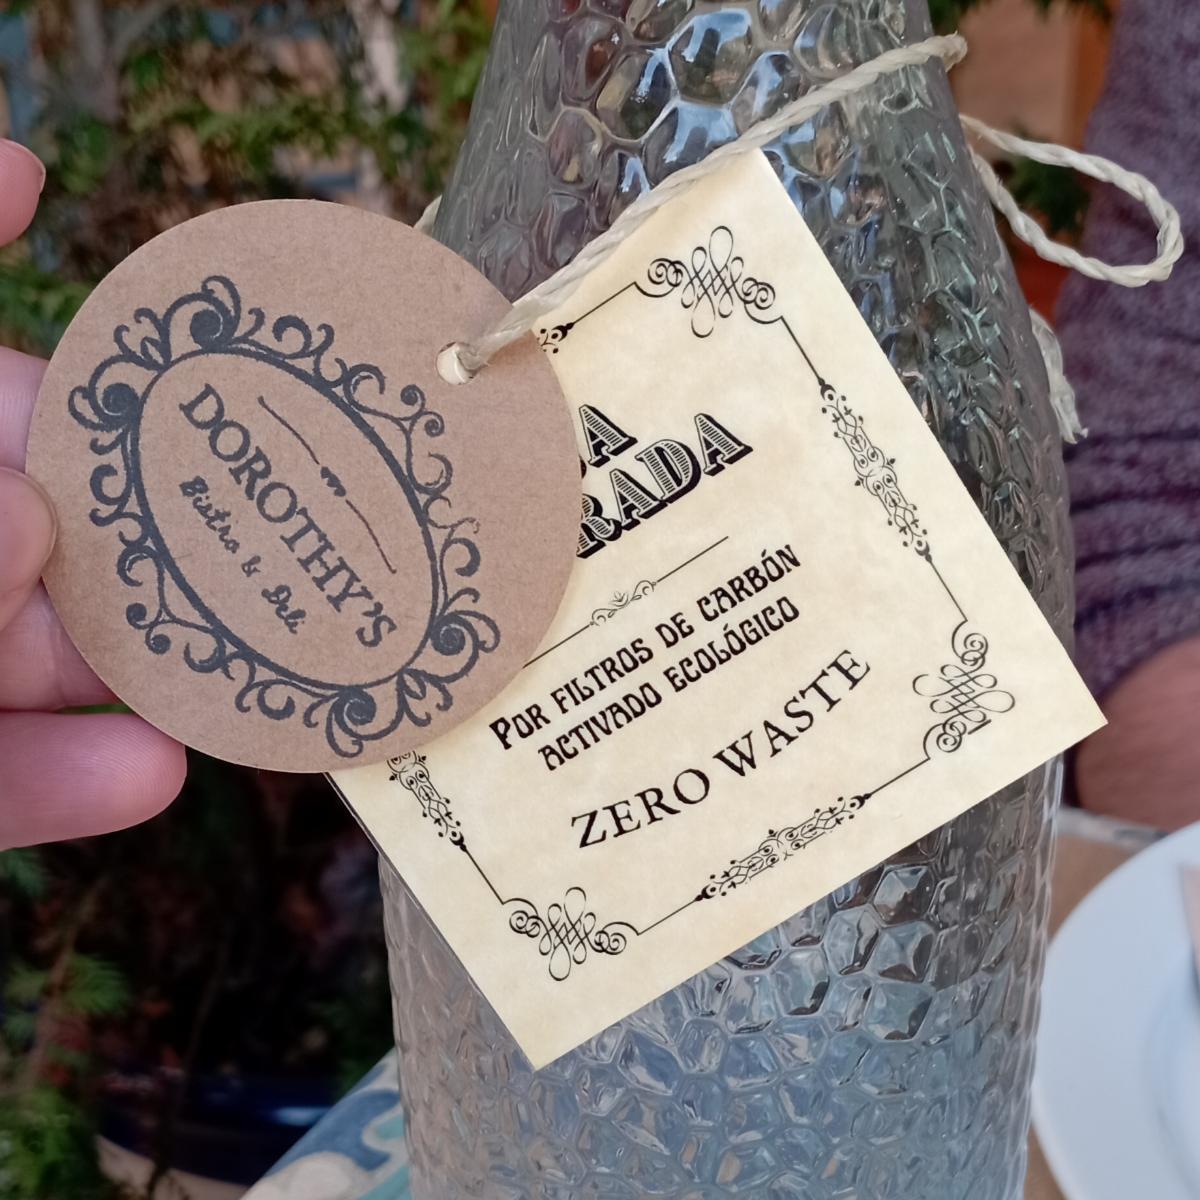 DOROTHY'S
Bistro & Deli
POR FILTROS DE CARBÓN
ACTIVADO ECOLÓGICO
ZERO WASTE